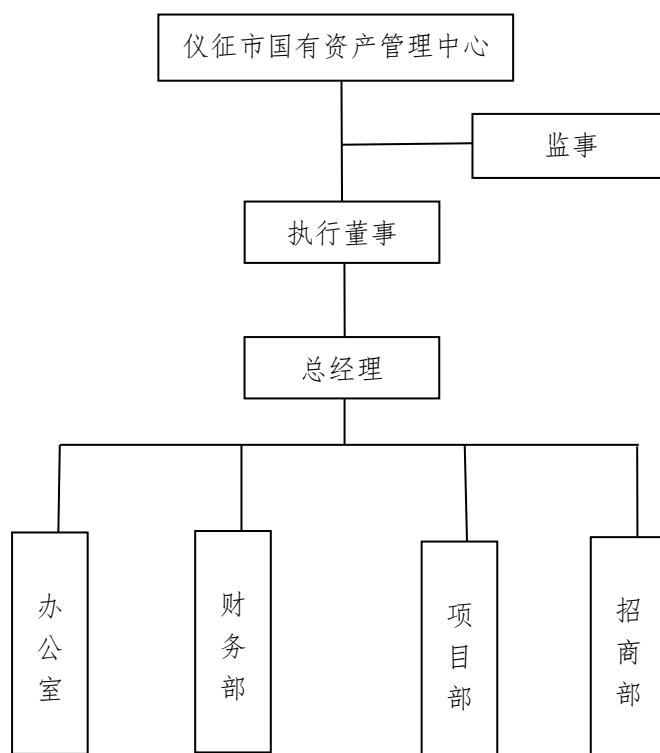 仪征市国有资产管理中心
监事
执行董事
总经理
办公室
财务部
项目部
招商部